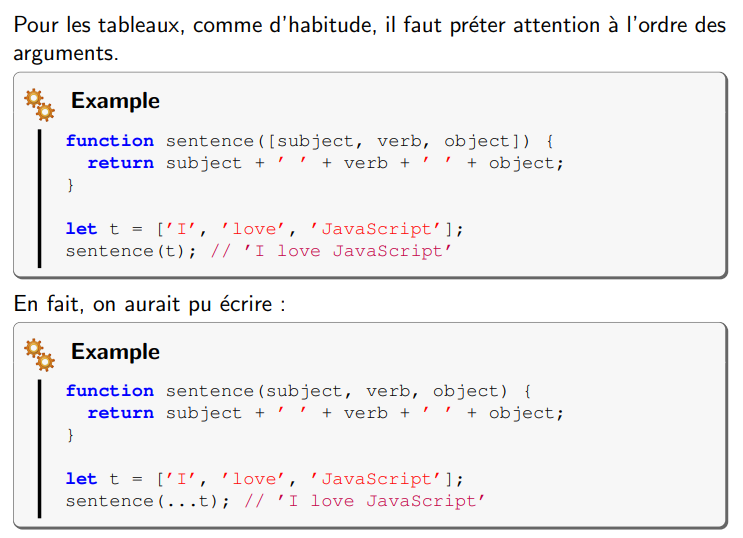 Pour les tableaux, comme d'habitude, il faut préter attention à l'ordre des
arguments.
Example
function sentence([subject, verb, object]) {
  return subject + ' ' + verb + ' ' + object;
}
let t = ['I', 'love', 'JavaScript'];
sentence(t); // 'I love JavaScript'
En fait, on aurait pu écrire :
Example
function sentence(subject, verb, object) {
  return subject + ' ' + verb + ' ' + object;
}
let t = ['I', 'love', 'JavaScript'];
sentence(...t); // 'I love JavaScript'